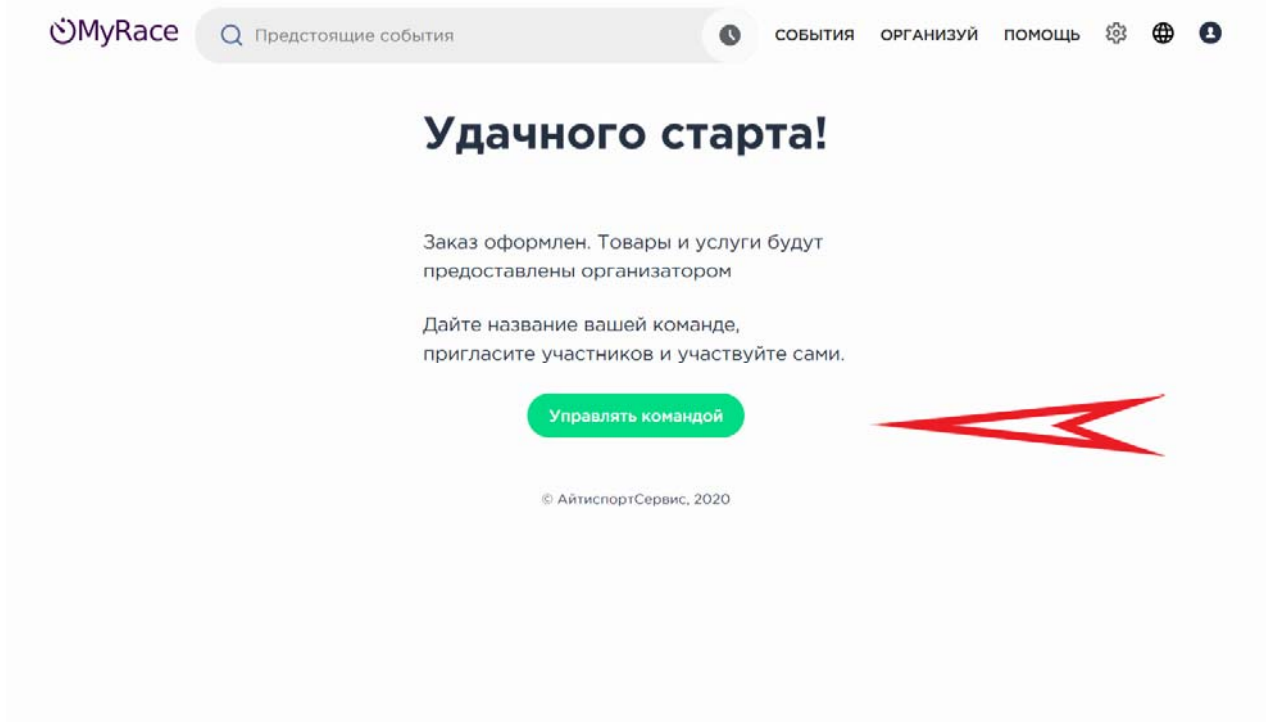 MyRace
Предстоящие события
СОБЫТИЯ
ОРГАНИЗУЙ
ПОМОЩЬ
Удачного старта!
Заказ оформлен. Товары и услуги будут
предоставлены организатором
Дайте название вашей команде,
пригласите участников и участвуйте сами.
Управлять командой
© АйтиспортСервис, 2020